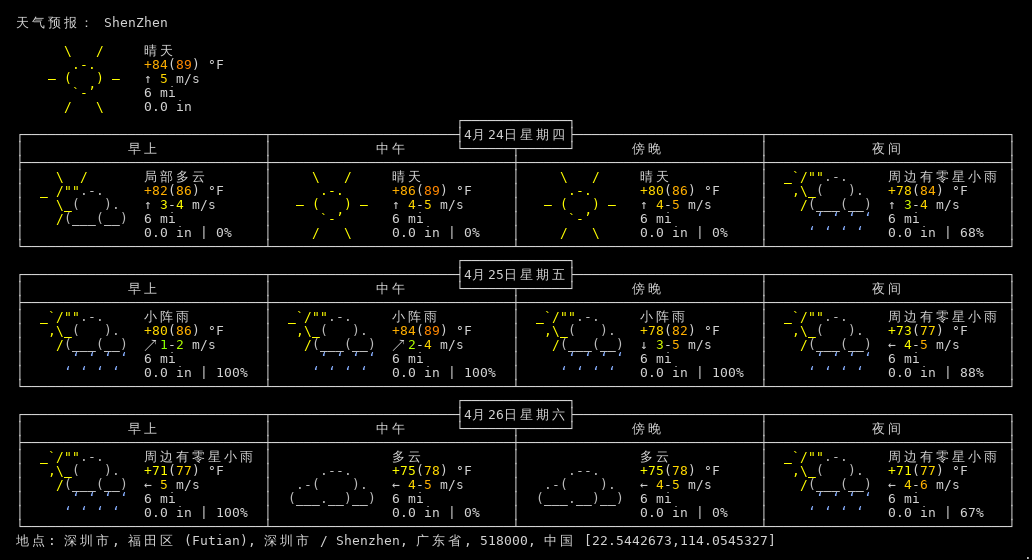 天气预报： ShenZhen
晴天
+84(89) °F
↑ 5 m/s
6 mi
0.0 in
4月24日星期四
早上 中午 傍晚 夜间
局部多云 晴天 晴天 周边有零星小雨
+82(86) °F +86(89) °F +80(86) °F +78(84) °F
↑ 3-4 m/s ↑ 4-5 m/s ↑ 4-5 m/s ↑ 3-4 m/s
6 mi 6 mi 6 mi 6 mi
0.0 in | 0% 0.0 in | 0% 0.0 in | 0% 0.0 in | 68%
4月25日星期五
早上 中午 傍晚 夜间
小阵雨 小阵雨 小阵雨 周边有零星小雨
+80(86) °F +84(89) °F +78(82) °F +73(77) °F
↗ 1-2 m/s ↗ 2-4 m/s ↓ 3-5 m/s ← 4-5 m/s
6 mi 6 mi 6 mi 6 mi
0.0 in | 100% 0.0 in | 100% 0.0 in | 100% 0.0 in | 88%
4月26日星期六
早上 中午 傍晚 夜间
周边有零星小雨 多云 多云 周边有零星小雨
+71(77) °F +75(78) °F +75(78) °F +71(77) °F
← 5 m/s ← 4-5 m/s ← 4-5 m/s ← 4-6 m/s
6 mi 6 mi 6 mi 6 mi
0.0 in | 100% 0.0 in | 0% 0.0 in | 0% 0.0 in | 67%
地点: 深圳市, 福田区 (Futian), 深圳市 / Shenzhen, 广东省, 518000, 中国 [22.5442673,114.0545327]